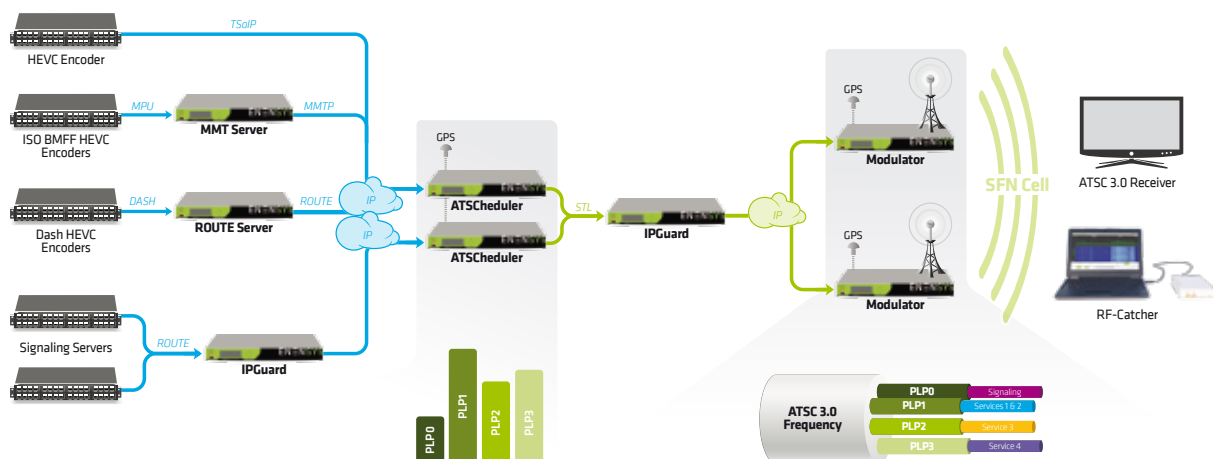 TSoIP
HEVC Encoder
MPU
MMTP
MMT Server
ISO BMFF HEVC
Encoders
DASH
ROUTE
ROUTE Server
Dash HEVC
Encoders
Signaling Servers
ROUTE
IPGuard
IP
IP
GPS
ATSCheduler
ATSCheduler
STL
IPGuard
IP
GPS
Modulator
GPS
Modulator
SFN Cell
ATSC 3.0 Receiver
RF-Catcher
PLP0
PLP1
PLP2
PLP3
ATSC 3.0
Frequency
PLP0
Signaling
PLP1
Services 1 & 2
PLP2
Service 3
PLP3
Service 4